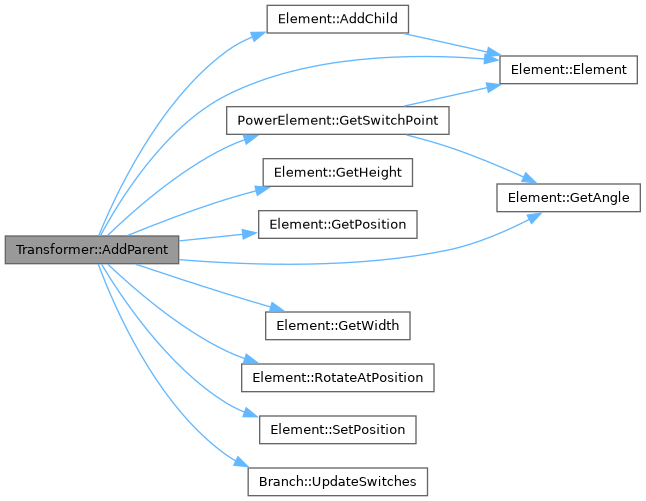 Transformer::AddParent
Element::AddChild
Element::Element
PowerElement::GetSwitchPoint
Element::GetHeight
Element::GetAngle
Element::GetPosition
Element::GetWidth
Element::RotateAtPosition
Element::SetPosition
Branch::UpdateSwitches